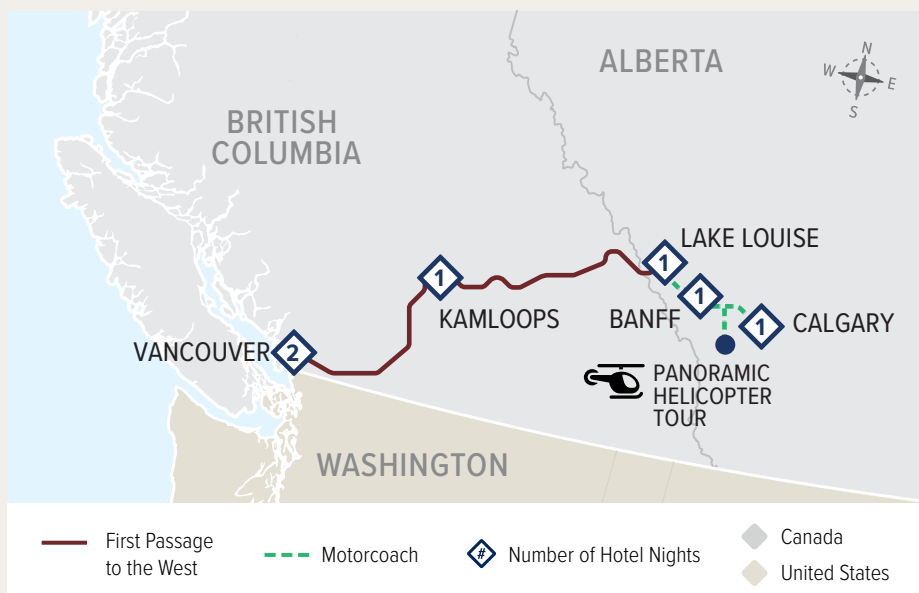 ALBERTA
N
W
E
S
BRITISH
COLUMBIA
LAKE LOUISE
1
1
KAMLOOPS
BANFF
1
1
CALGARY
VANCOUVER
2
PANORAMIC
HELICOPTER
TOUR
WASHINGTON
First Passage
to the West
Motorcoach
#
Number of Hotel Nights
Canada
United States